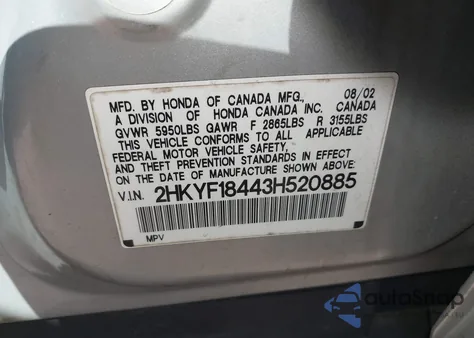 MFD. BY HONDA OF CANADA MFG., 08/02
A DIVISION OF HONDA CANADA INC. CANADA
GVWR 5950LBS GAWR F 2865LBS R 3155LBS
THIS VEHICLE CONFORMS TO ALL APPLICABLE
FEDERAL MOTOR VEHICLE SAFETY,
AND THEFT PREVENTION STANDARDS IN EFFECT
ON THE DATE OF MANUFACTURE SHOWN ABOVE.
V.I.N. 2HKYF18443H520885
MPV
autoSnap